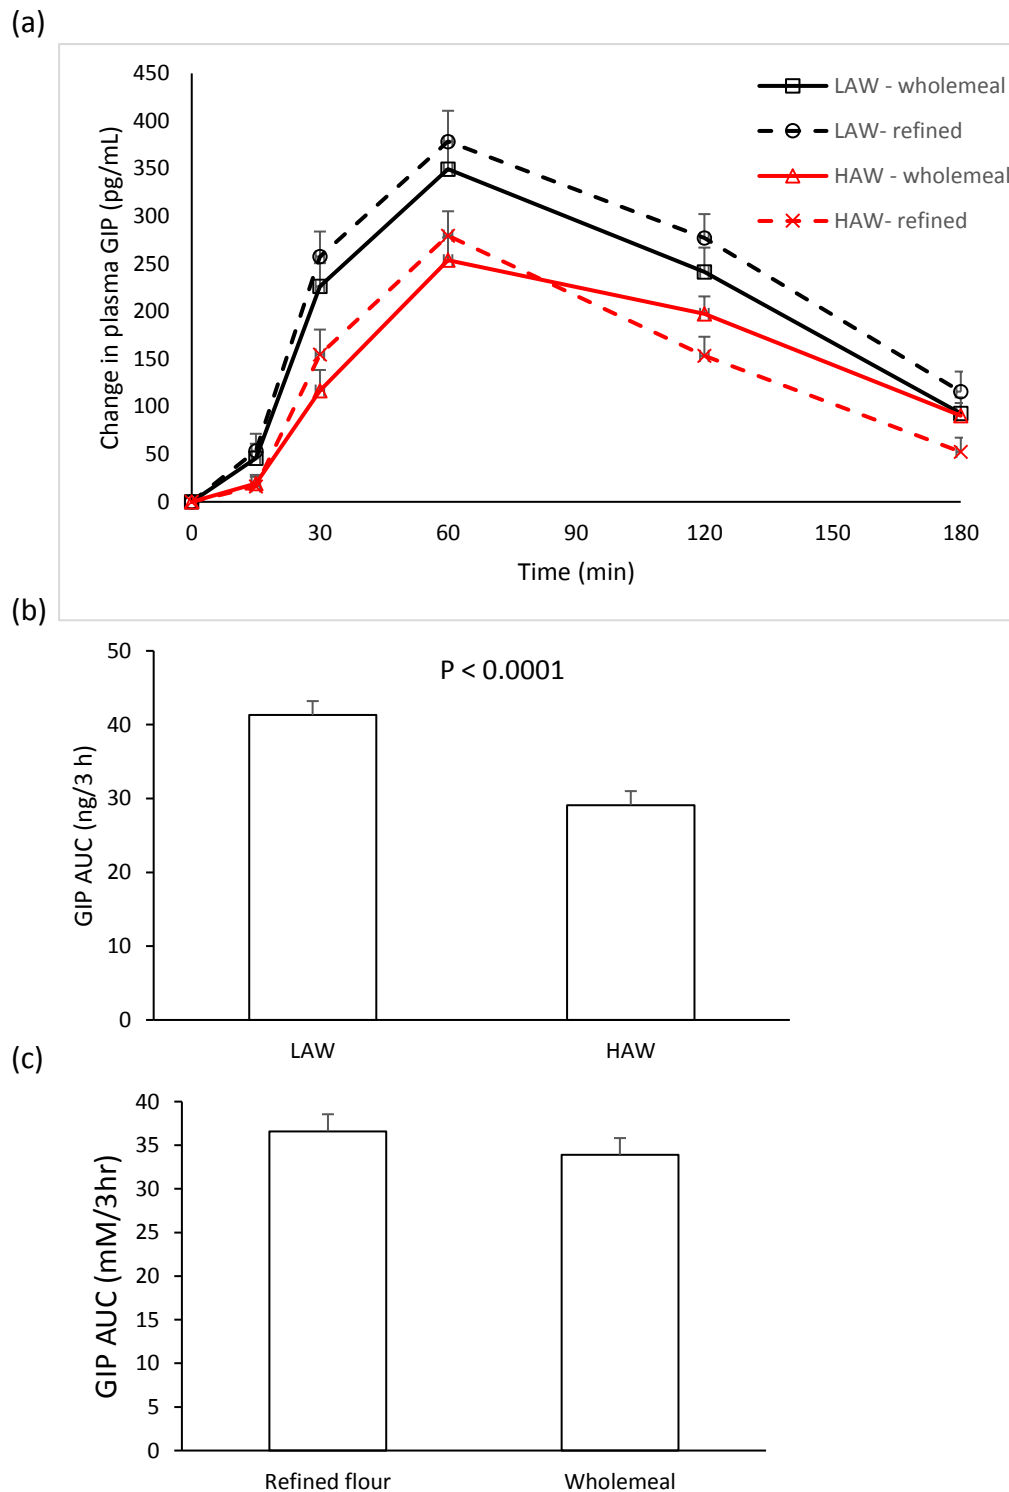 (a)
450
400
350
300
250
200
150
100
50
0
Change in plasma GIP (pg/mL)
LAW - wholemeal
LAW- refined
HAW - wholemeal
HAW- refined
0 30 60 90 120 150 180
Time (min)
(b)
50
40
30
20
10
0
GIP AUC (ng/3 h)
P < 0.0001
LAW HAW
(c)
40
35
30
25
20
15
10
5
0
GIP AUC (mM/3hr)
Refined flour Wholemeal